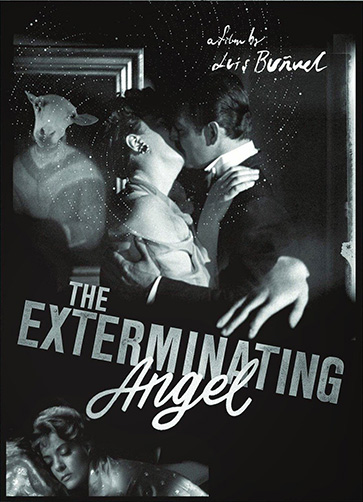 a film by
Luis Buñuel
THE
EXTERMINATING
Angel